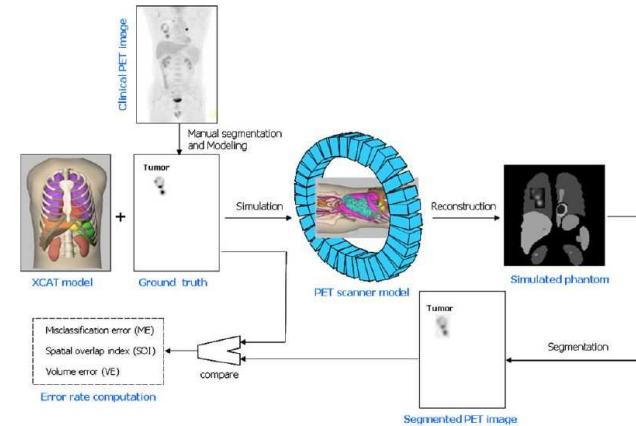 Clinical PET image
Manual segmentation
and Modeling
Tumor
Simulation
Reconstruction
XCAT model
Ground truth
PET scanner model
Simulated phantom
Tumor
Segmentation
Misclassification error (ME)
Spatial overlap index (SOI)
Volume error (VE)
compare
Error rate computation
Segmented PET image